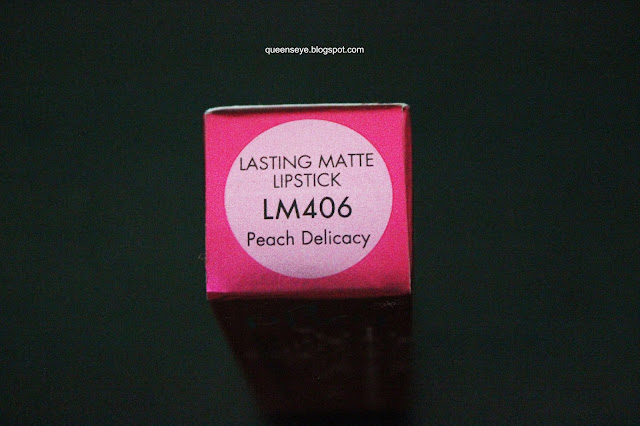 queenseye.blogspot.com
LASTING MATTE
LIPSTICK
LM406
Peach Delicacy